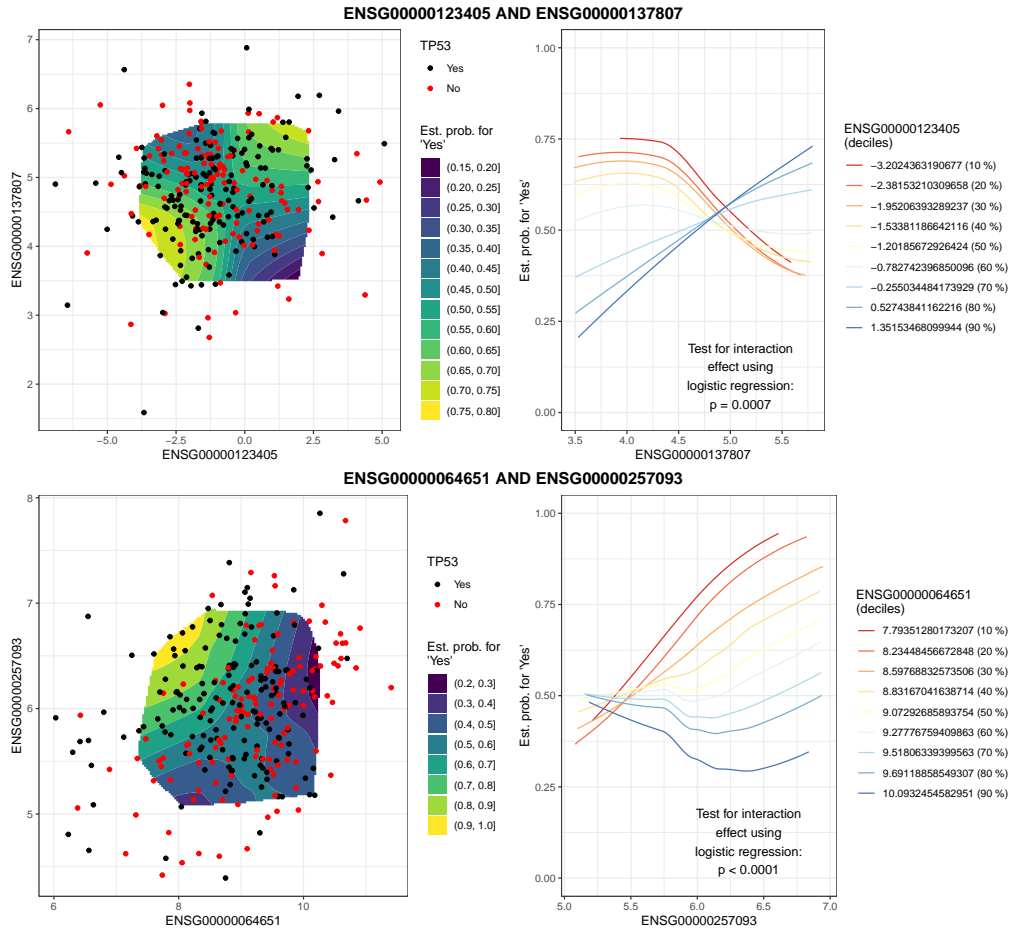 ENSG00000123405 AND ENSG00000137807
7
6
5
4
3
2
ENSG00000137807
−5.0
−2.5
0.0
2.5
5.0
ENSG00000123405
TP53
Yes
No
Est. prob. for
'Yes'
(0.15, 0.20]
(0.20, 0.25]
(0.25, 0.30]
(0.30, 0.35]
(0.35, 0.40]
(0.40, 0.45]
(0.45, 0.50]
(0.50, 0.55]
(0.55, 0.60]
(0.60, 0.65]
(0.65, 0.70]
(0.70, 0.75]
(0.75, 0.80]
1.00
0.75
0.50
0.25
0.00
Est. prob. for 'Yes'
3.5
4.0
4.5
5.0
5.5
ENSG00000137807
Test for interaction
effect using
logistic regression:
p = 0.0007
ENSG00000123405
(deciles)
−3.2024363190677 (10 %)
−2.38153210309658 (20 %)
−1.95206393289237 (30 %)
−1.53381186642116 (40 %)
−1.20185672926424 (50 %)
−0.782742396850096 (60 %)
−0.255034484173929 (70 %)
0.52743841162216 (80 %)
1.35153468099944 (90 %)
ENSG00000064651 AND ENSG00000257093
8
7
6
5
ENSG00000257093
6
8
10
ENSG00000064651
TP53
Yes
No
Est. prob. for
'Yes'
(0.2, 0.3]
(0.3, 0.4]
(0.4, 0.5]
(0.5, 0.6]
(0.6, 0.7]
(0.7, 0.8]
(0.8, 0.9]
(0.9, 1.0]
1.00
0.75
0.50
0.25
0.00
Est. prob. for 'Yes'
5.0
5.5
6.0
6.5
7.0
ENSG00000257093
Test for interaction
effect using
logistic regression:
p < 0.0001
ENSG00000064651
(deciles)
7.79351280173207 (10 %)
8.23448456672848 (20 %)
8.59768832573506 (30 %)
8.83167041638714 (40 %)
9.07292685893754 (50 %)
9.27776759409863 (60 %)
9.51806339399563 (70 %)
9.69118858549307 (80 %)
10.0932454582951 (90 %)